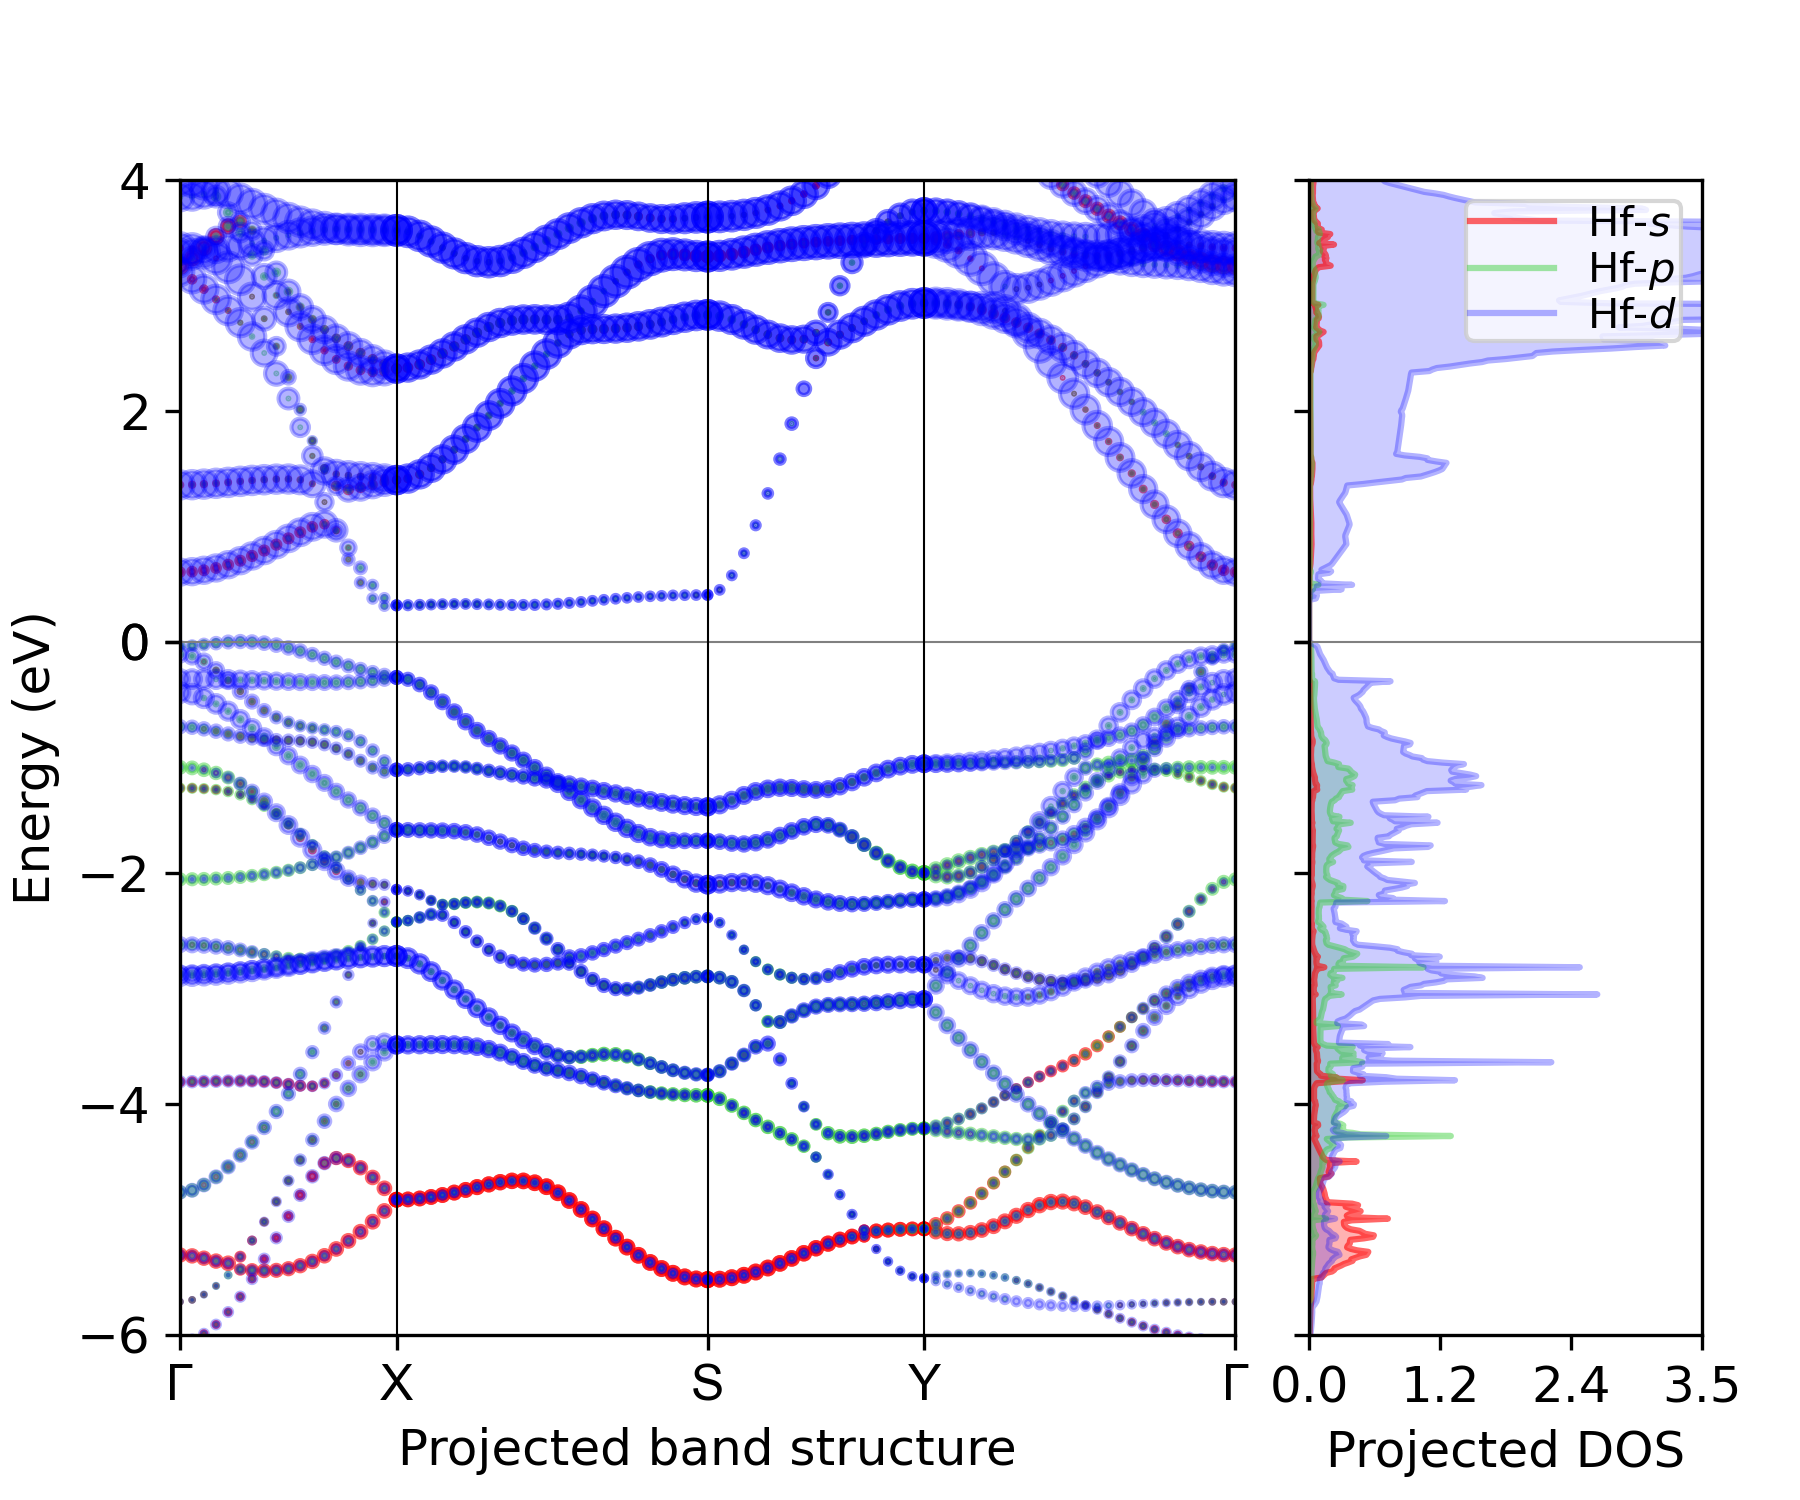 4
2
0
−2
−4
−6
Energy (eV)
Γ X S Y Γ
Projected band structure
Hf-s
Hf-p
Hf-d
0.0 1.2 2.4 3.5
Projected DOS